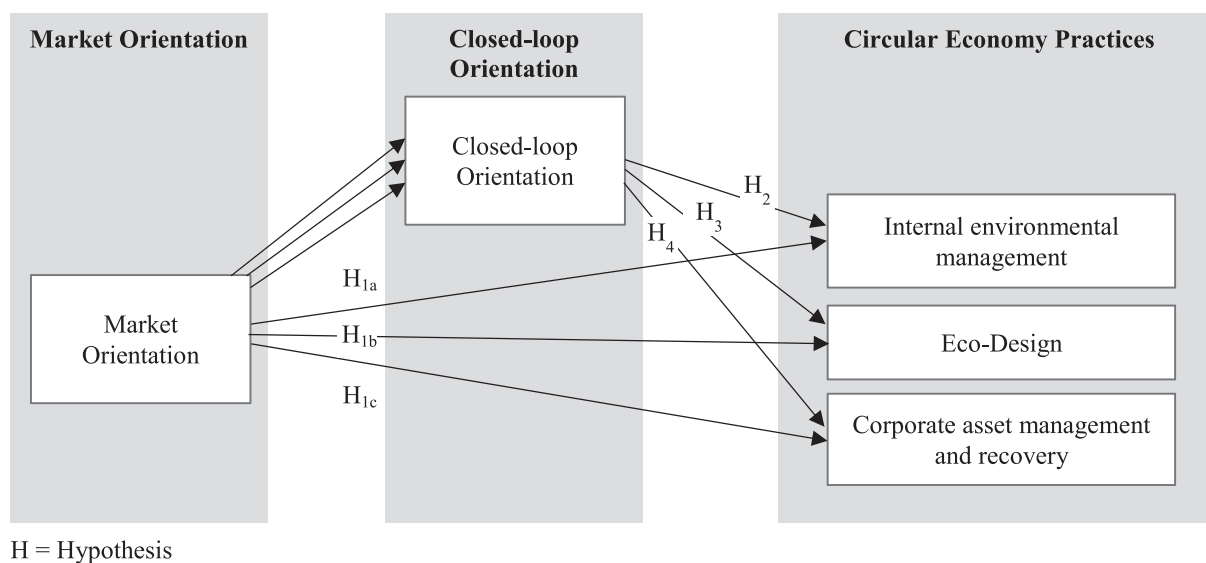 Market Orientation
Closed-loop
Orientation
Circular Economy Practices
Closed-loop
Orientation
H2
H3
H4
Internal environmental
management
H1a
Market
Orientation
H1b
Eco-Design
H1c
Corporate asset management
and recovery
H = Hypothesis